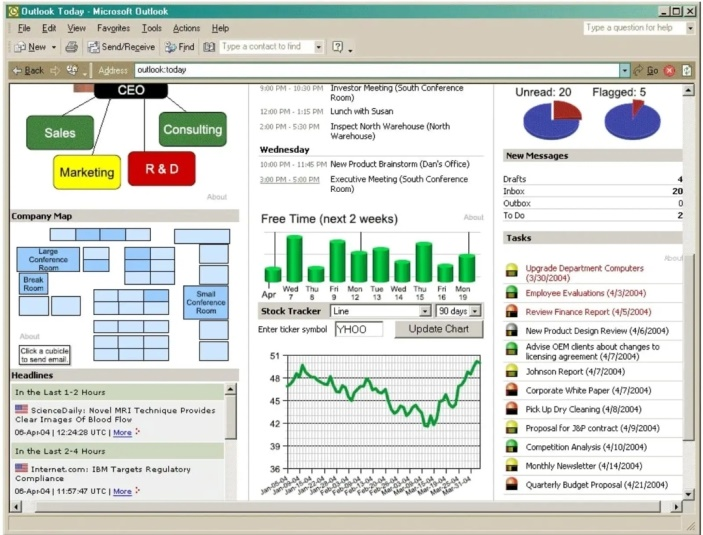 Outlook Today - Microsoft Outlook
File Edit View Favorites Tools Actions Help
Type a question for help
New
Send/Receive
Find
Type a contact to find
Back
Address outlook:today
Go
CEO
Sales
Consulting
Marketing
R & D
About
Company Map
Large
Conference
Room
Break
Room
Small
Conference
Room
About
Click a cubicle
to send email.
Headlines
In the Last 1-2 Hours
ScienceDaily: Novel MRI Technique Provides
Clear Images Of Blood Flow
06-Apr-04 | 12:24:28 UTC | More
In the Last 2-4 Hours
Internet.com: IBM Targets Regulatory
Compliance
06-Apr-04 | 11:57:47 UTC | More
9:00 PM - 10:30 PM Investor Meeting (South Conference
Room)
12:00 PM - 1:15 PM Lunch with Susan
2:00 PM - 5:30 PM Inspect North Warehouse (North
Warehouse)
Wednesday
10:00 PM - 11:45 PM New Product Brainstorm (Dan's Office)
3:00 PM - 5:00 PM Executive Meeting (South Conference
Room)
Free Time (next 2 weeks)
About
Apr
Wed Thu Fri Mon Tue Wed Thu Fri Mon
7 8 9 12 13 14 15 16 19
Stock Tracker Line 90 days
Enter ticker symbol YHOO Update Chart
51
48
45
42
39
36
Unread: 20 Flagged: 5
New Messages
Drafts 4
Inbox 20
Outbox 0
To Do 2
Tasks
About
Upgrade Department Computers
(3/30/2004)
Employee Evaluations (4/3/2004)
Review Finance Report (4/5/2004)
New Product Design Review (4/6/2004)
Advise OEM clients about changes to
licensing agreement (4/7/2004)
Johnson Report (4/7/2004)
Corporate White Paper (4/7/2004)
Pick Up Dry Cleaning (4/8/2004)
Proposal for J&P contract (4/9/2004)
Competition Analysis (4/10/2004)
Monthly Newsletter (4/14/2004)
Quarterly Budget Proposal (4/21/2004)